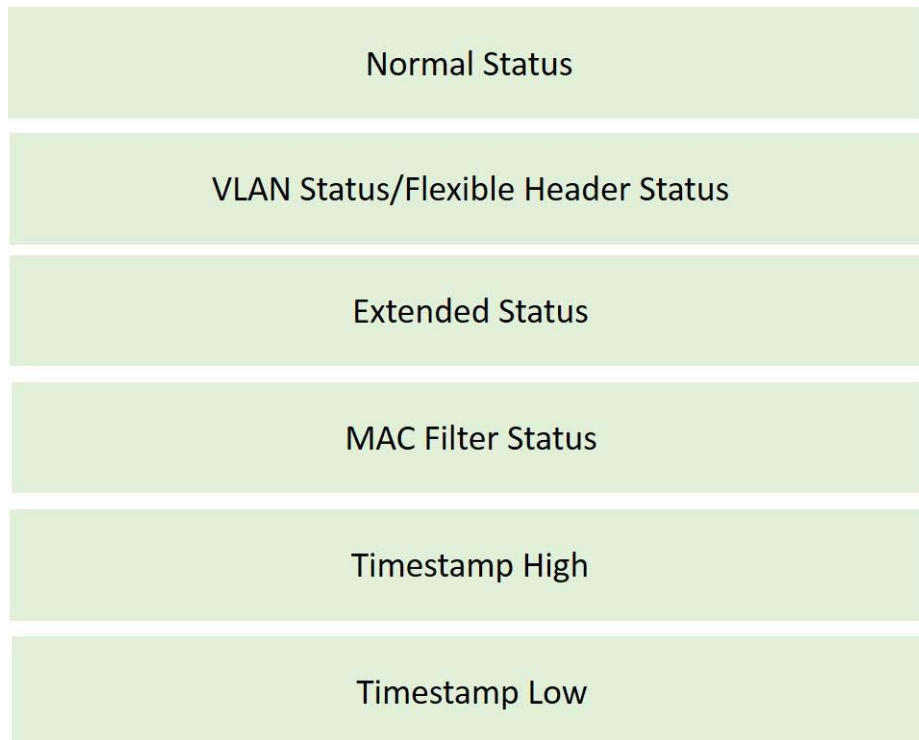 Normal Status
VLAN Status/Flexible Header Status
Extended Status
MAC Filter Status
Timestamp High
Timestamp Low